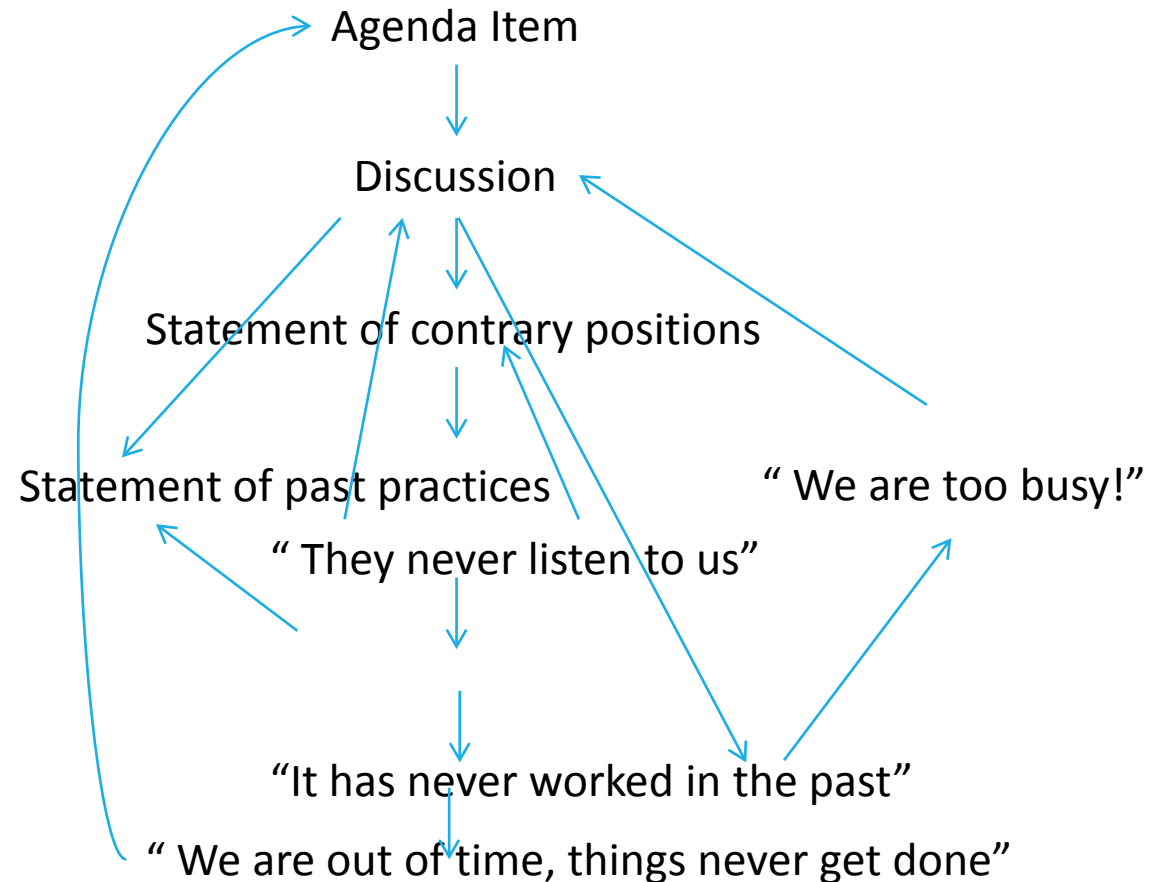 Agenda Item
Discussion
Statement of contrary positions
Statement of past practices
“ We are too busy!”
“ They never listen to us”
“It has never worked in the past”
“ We are out of time, things never get done”